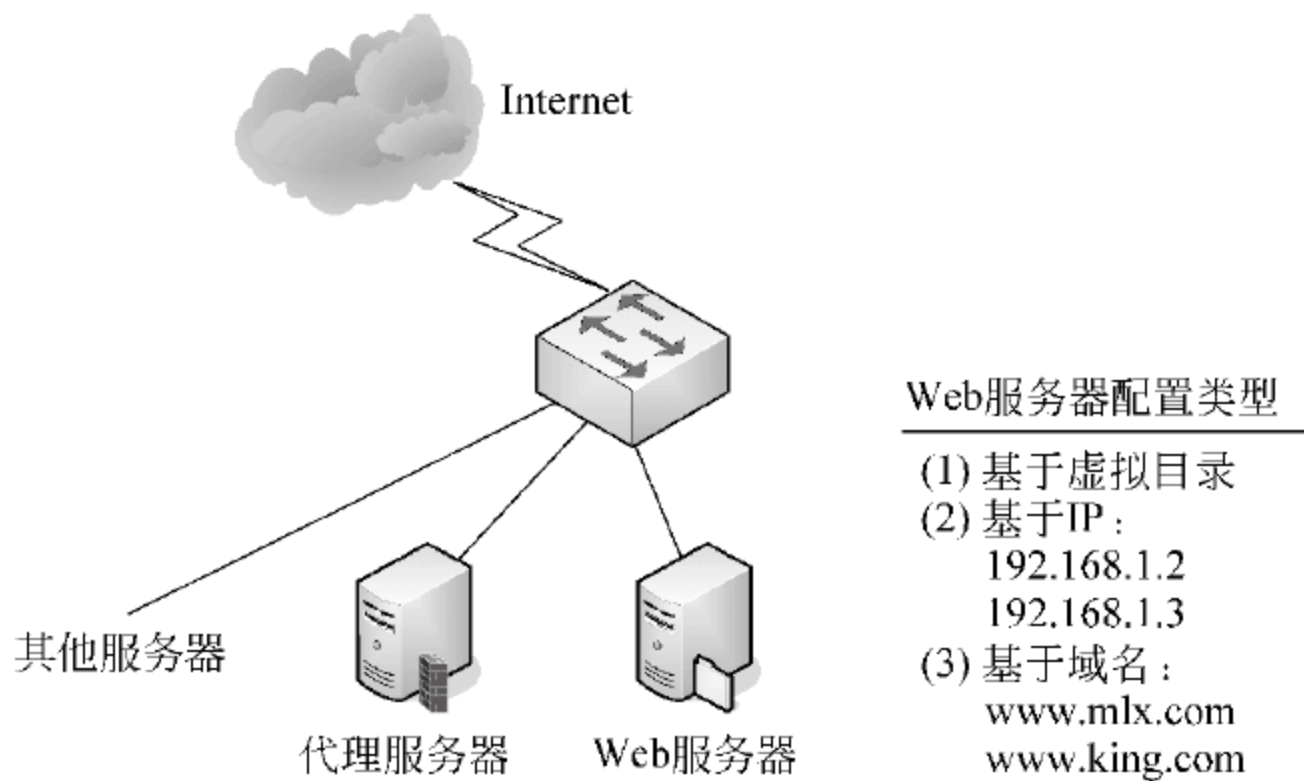 Internet
其他服务器
代理服务器
Web服务器
Web服务器配置类型
(1) 基于虚拟目录
(2) 基于IP：
192.168.1.2
192.168.1.3
(3) 基于域名：
www.mlx.com
www.king.com